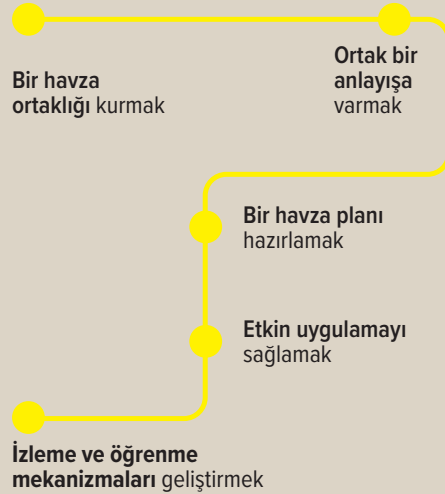 Bir havza
ortaklığı kurmak
Ortak bir
anlayışa
varmak
Bir havza planı
hazırlamak
Etkin uygulamayı
sağlamak
İzleme ve öğrenme
mekanizmaları geliştirmek